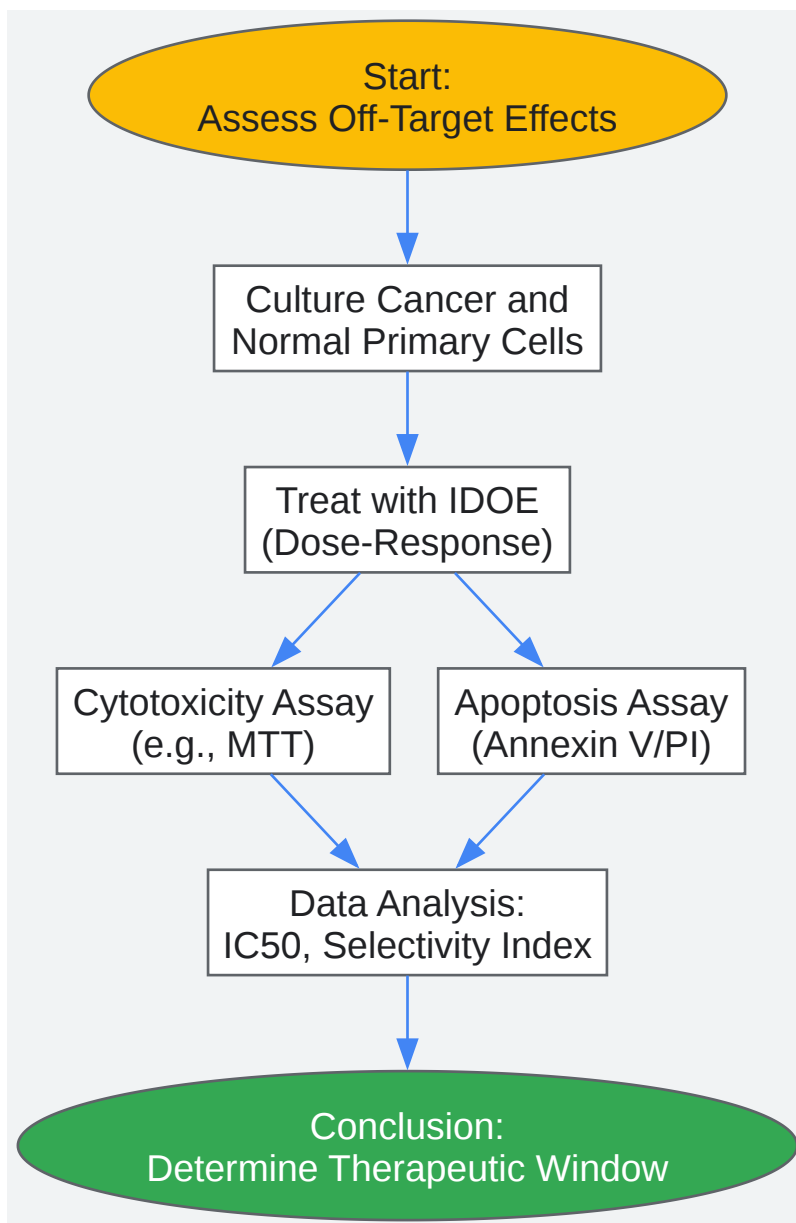 Start:
Assess Off-Target Effects
Culture Cancer and
Normal Primary Cells
Treat with IDOE
(Dose-Response)
Cytotoxicity Assay
(e.g., MTT)
Apoptosis Assay
(Annexin V/PI)
Data Analysis:
IC50, Selectivity Index
Conclusion:
Determine Therapeutic Window